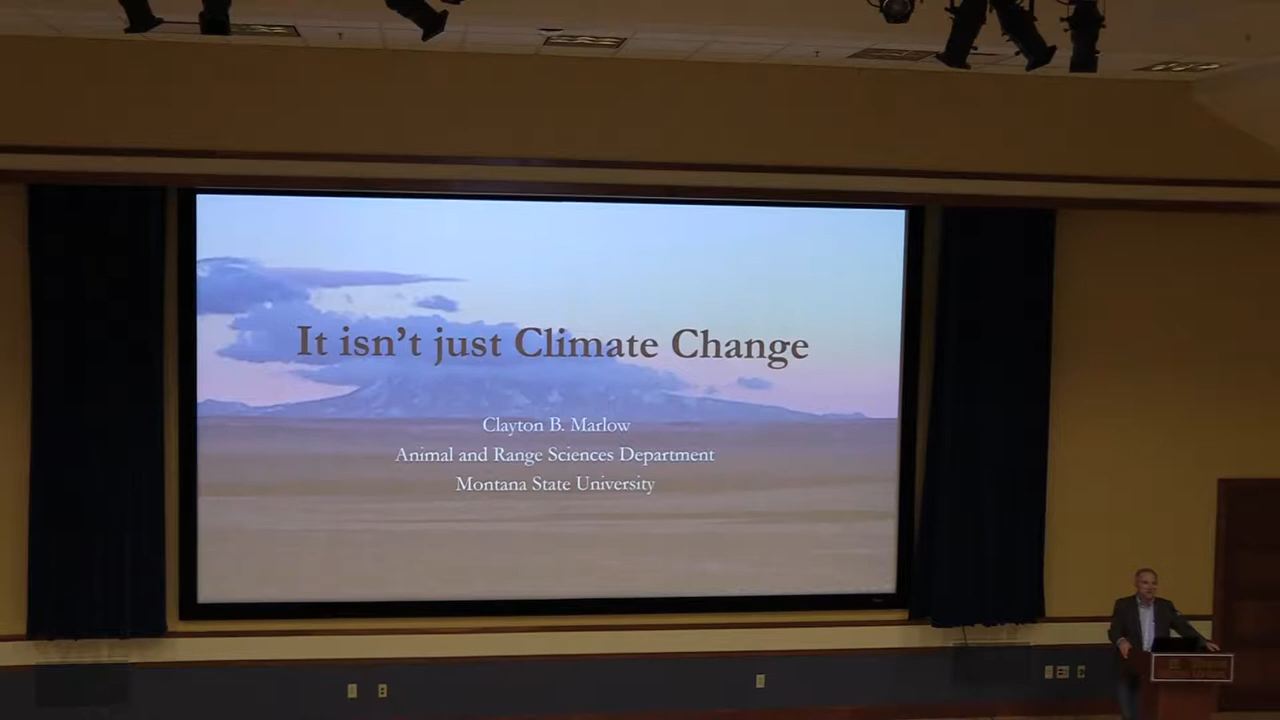 It isn't just Climate Change
Clayton B. Marlow
Animal and Range Sciences Department
Montana State University